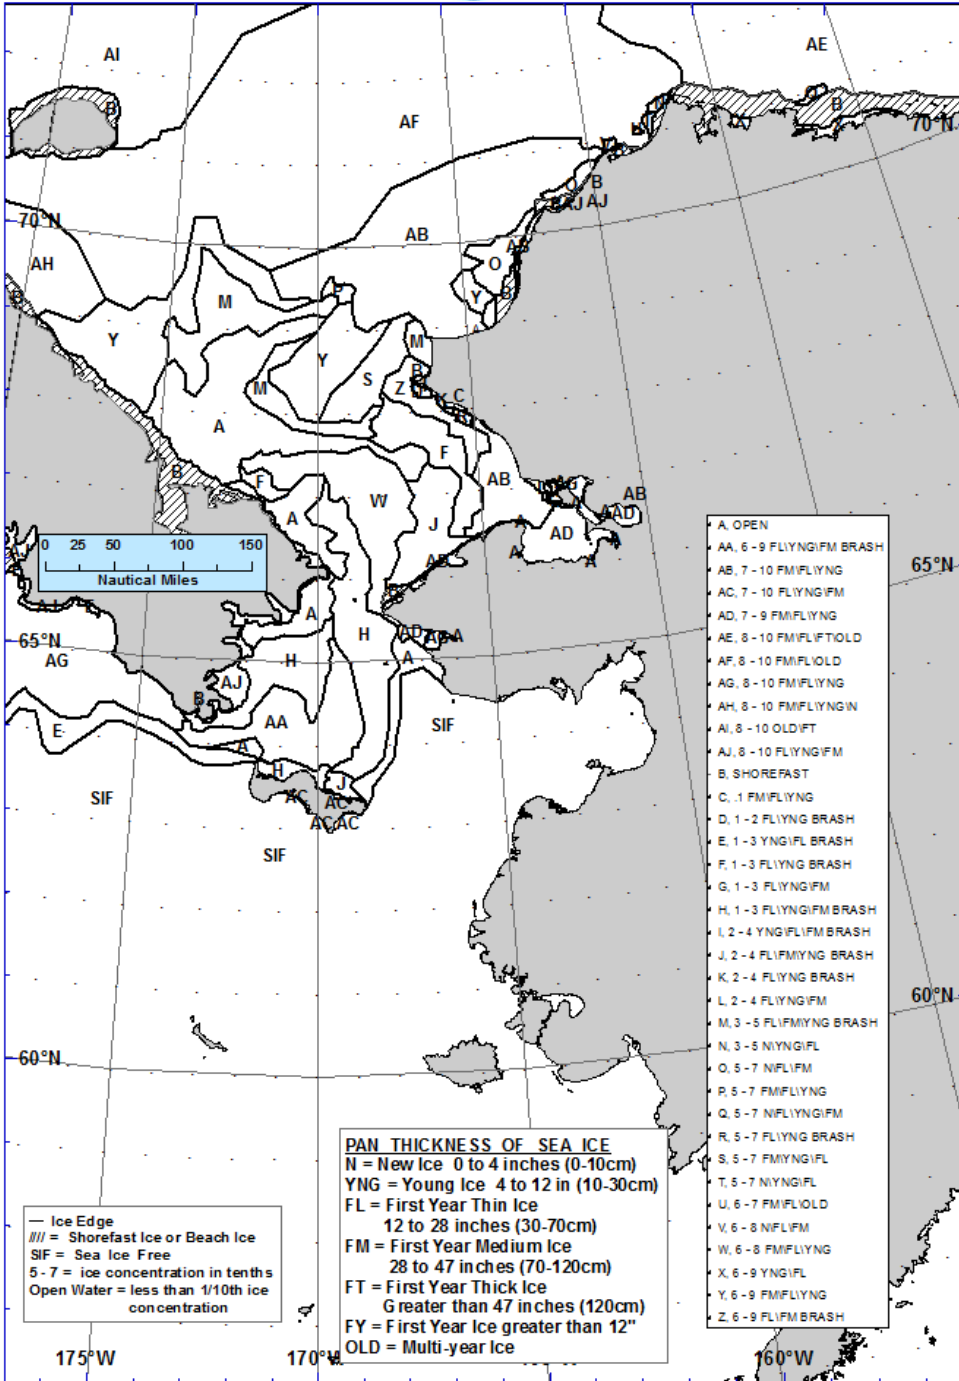 AI
AE
AF
B
O
B
70°N
70°N
O B
AJ AJ
AB
AB
AH
O
B
M
Y
B
Y
M
Y
B
S
Z
C
M
A
F
B
F
AB
W
AG
AB
A
J
A
AD
AD
A
A
A
AB
65°N
0 25 50 100 150
Nautical Miles
AJ
E
A
H
AD
AG
A
65°N
AG
H
A
AJ
B
AA
SIF
E
A
H
J
SIF
AC
AC
AC
AC
SIF
60°N
60°N
A, OPEN
AA, 6 - 9 FL\YNG\FM BRASH
AB, 7 - 10 FM\FL\YNG
AC, 7 - 10 FL\YNG\FM
AD, 7 - 9 FM\FL\YNG
AE, 8 - 10 FM\FL\FT\OLD
AF, 8 - 10 FM\FL\OLD
AG, 8 - 10 FM\FL\YNG
AH, 8 - 10 FM\FL\YNG\N
AI, 8 - 10 OLD\FT
AJ, 8 - 10 FL\YNG\FM
B, SHOREFAST
C, .1 FM\FL\YNG
D, 1 - 2 FL\YNG BRASH
E, 1 - 3 YNG\FL BRASH
F, 1 - 3 FL\YNG BRASH
G, 1 - 3 FL\YNG\FM
H, 1 - 3 FL\YNG\FM BRASH
I, 2 - 4 YNG\FL\FM BRASH
J, 2 - 4 FL\FM\YNG BRASH
K, 2 - 4 FL\YNG BRASH
L, 2 - 4 FL\YNG\FM
M, 3 - 5 FL\FM\YNG BRASH
N, 3 - 5 N\YNG\FL
O, 5 - 7 N\FL\FM
P, 5 - 7 FM\FL\YNG
Q, 5 - 7 N\FL\YNG\FM
R, 5 - 7 FL\YNG BRASH
S, 5 - 7 FM\YNG\FL
T, 5 - 7 N\YNG\FL
U, 6 - 7 FM\FL\OLD
V, 6 - 8 N\FL\FM
W, 6 - 8 FM\FL\YNG
X, 6 - 9 YNG\FL
Y, 6 - 9 FM\FL\YNG
Z, 6 - 9 FL\FM BRASH
PAN THICKNESS OF SEA ICE
N = New Ice 0 to 4 inches (0-10cm)
YNG = Young Ice 4 to 12 in (10-30cm)
FL = First Year Thin Ice
12 to 28 inches (30-70cm)
FM = First Year Medium Ice
28 to 47 inches (70-120cm)
FT = First Year Thick Ice
Greater than 47 inches (120cm)
FY = First Year Ice greater than 12"
OLD = Multi-year Ice
— Ice Edge
//// = Shorefast Ice or Beach Ice
SIF = Sea Ice Free
5 - 7 = ice concentration in tenths
Open Water = less than 1/10th ice
concentration
175°W 170°W 160°W